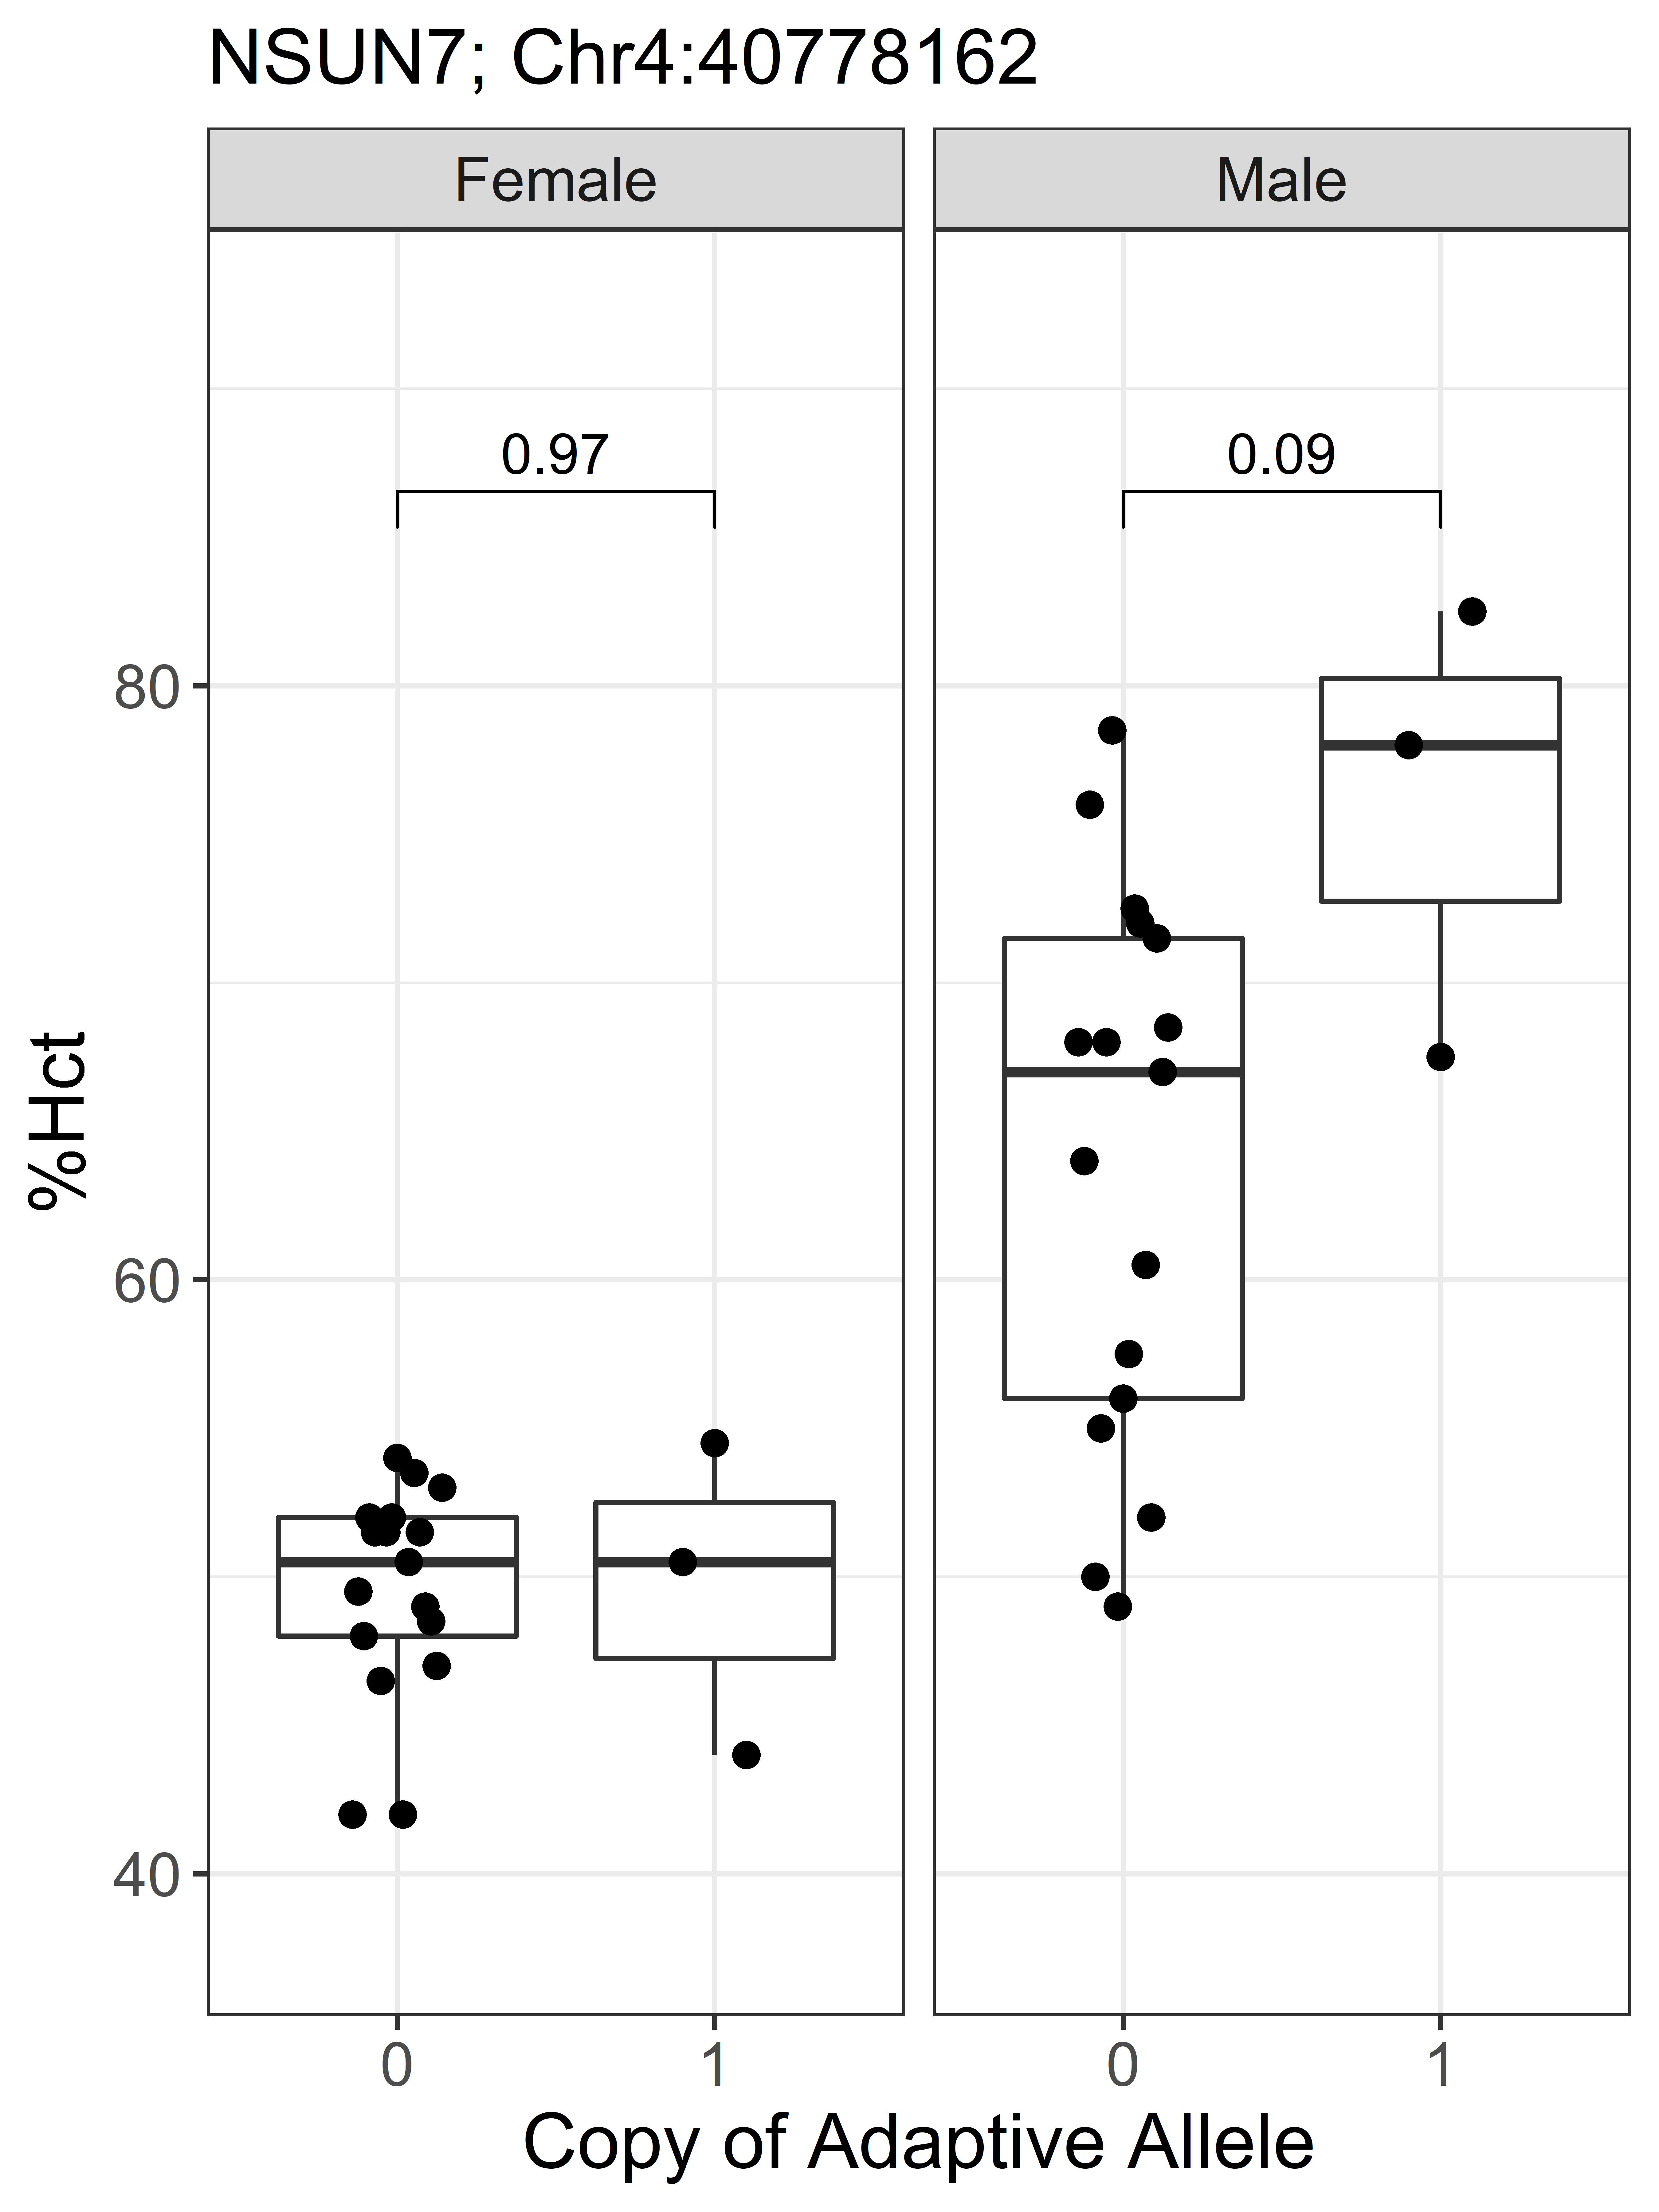 NSUN7; Chr4:40778162
Female
Male
0.97
0.09
80
60
40
%Hct
0
1
0
1
Copy of Adaptive Allele